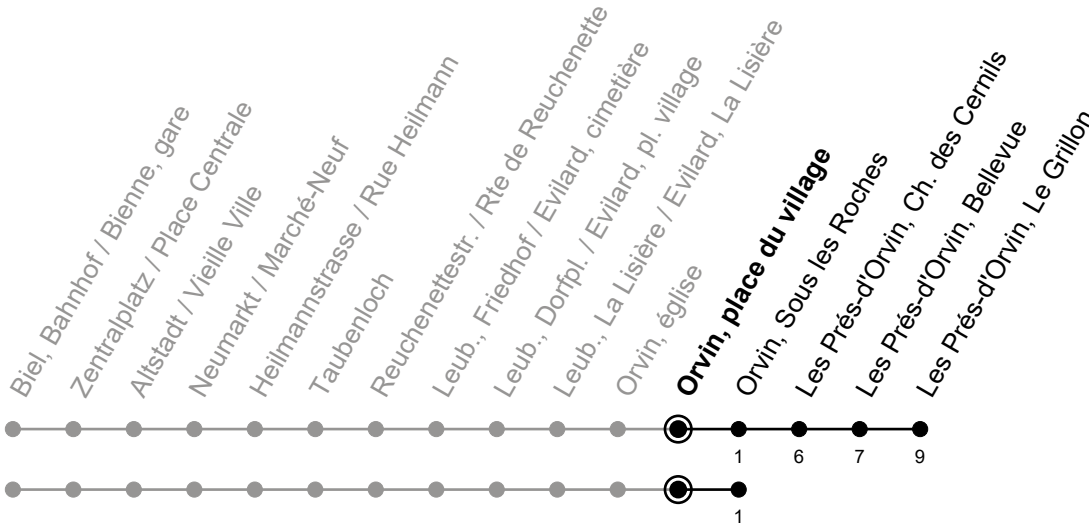 Biel, Bahnhof / Bienne, gare
Zentralplatz / Place Centrale
Altstadt / Vieille Ville
Neumarkt / Marché-Neuf
Heilmannstrasse / Rue Heilmann
Taubenloch
Reuchenettestr. / Rte de Reuchenette
Leub., Friedhof / Evilard, cimetière
Leub., Dorfpl. / Evilard, pl. village
Leub., La Lisière / Evilard, La Lisière
Orvin, église
Orvin, place du village
Orvin, Sous les Roches
Les Prés-d'Orvin, Ch. des Cernils
Les Prés-d'Orvin, Bellevue
Les Prés-d'Orvin, Le Grillon
1 6 7 9
1